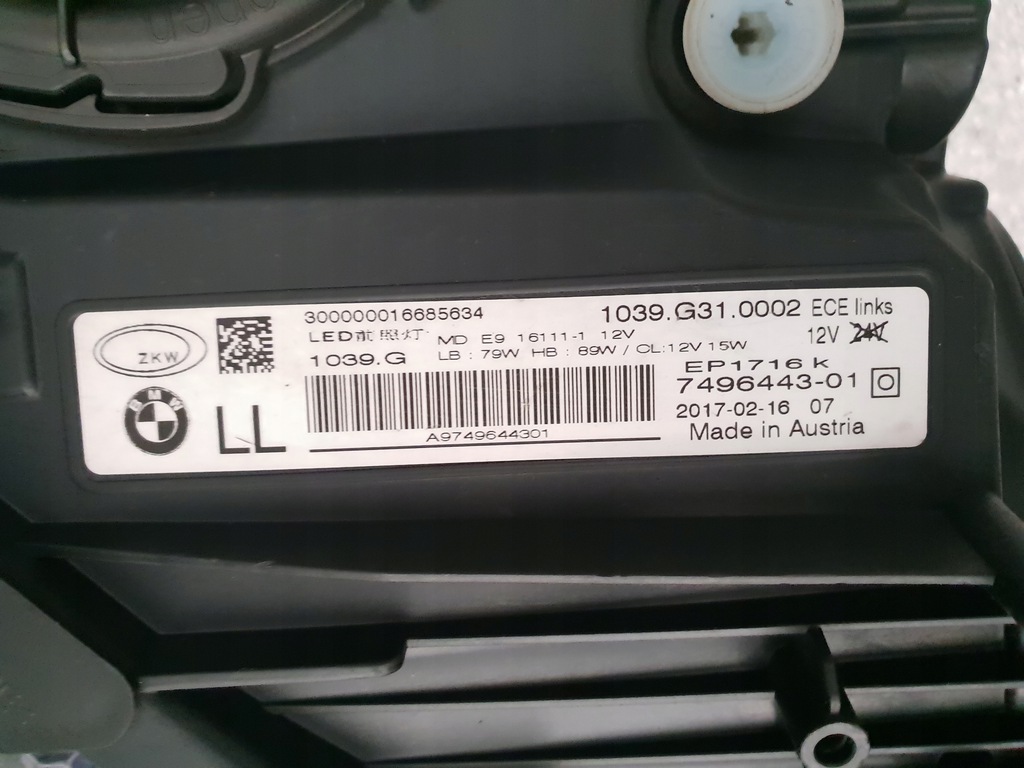 open
300000016685634
1039.G31.0002 ECE links
LED前照灯 MD E9 16111-1 12V
12V 24V
1039.G LB : 79W HB : 89W / CL:12V 15W
EP1716 K
ZKW
7496443-01
BMW
LL
2017-02-16 07
A9749644301
Made in Austria